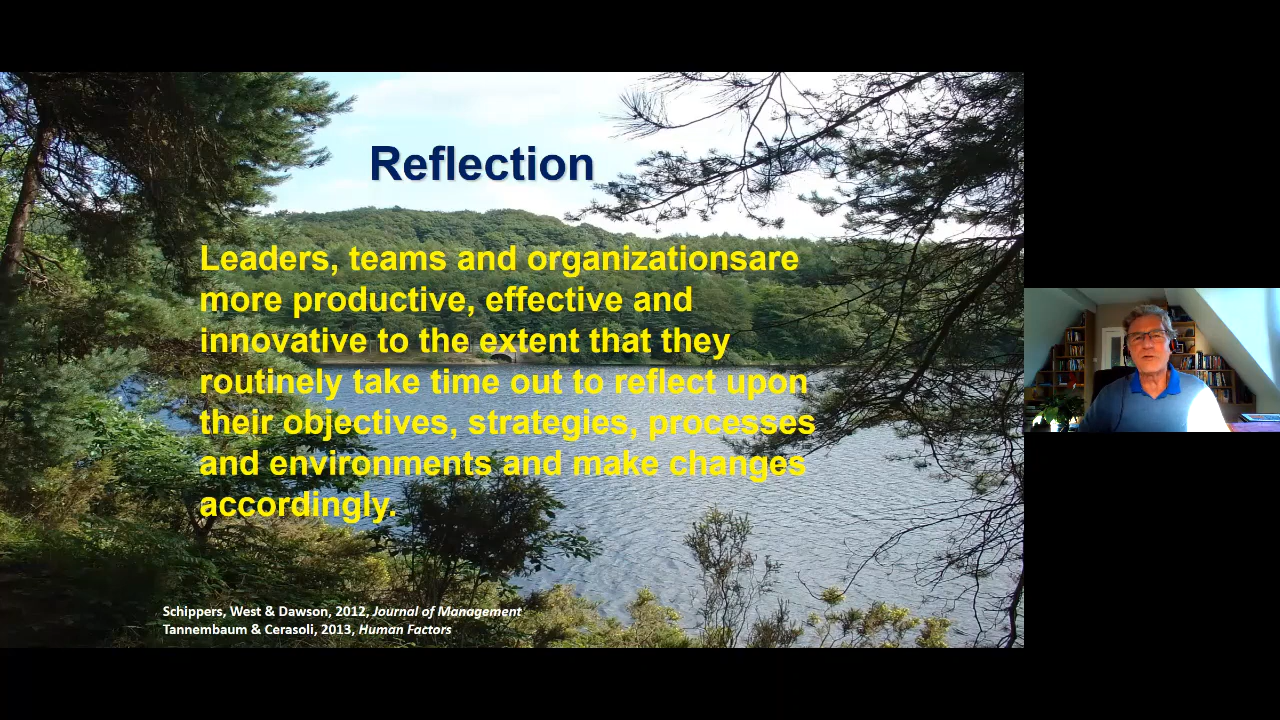 Reflection
Leaders, teams and organizationsare
more productive, effective and
innovative to the extent that they
routinely take time out to reflect upon
their objectives, strategies, processes
and environments and make changes
accordingly.
Schippers, West & Dawson, 2012, Journal of Management
Tannembaum & Cerasoli, 2013, Human Factors